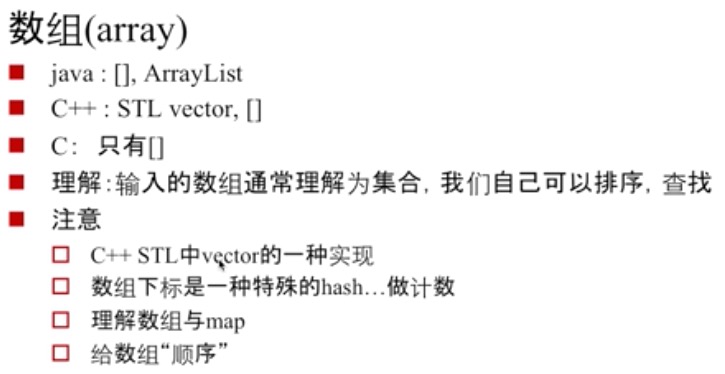 数组(array)
java : [], ArrayList
C++ : STL vector, []
C： 只有[]
理解:输入的数组通常理解为集合, 我们自己可以排序, 查找
注意
C++ STL中vector的一种实现
数组下标是一种特殊的hash…做计数
理解数组与map
给数组“顺序”